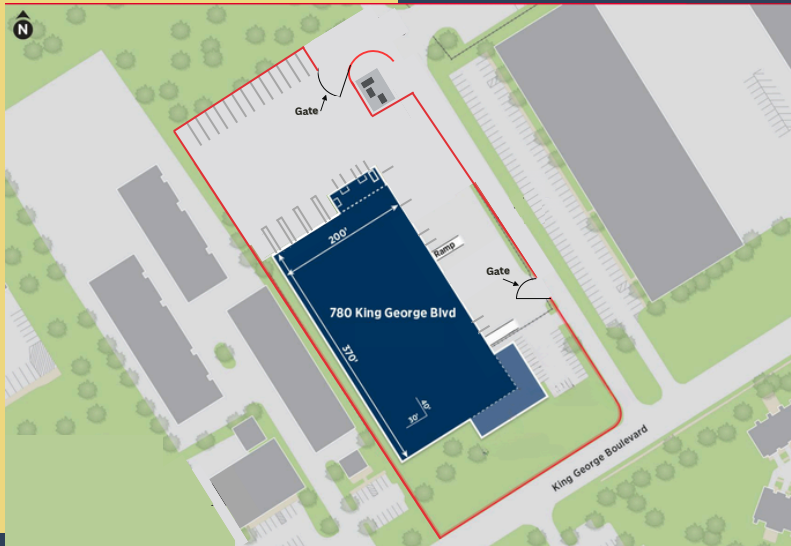 N
Gate
200'
Ramp
Gate
780 King George Blvd
370'
40'
30'
King George Boulevard